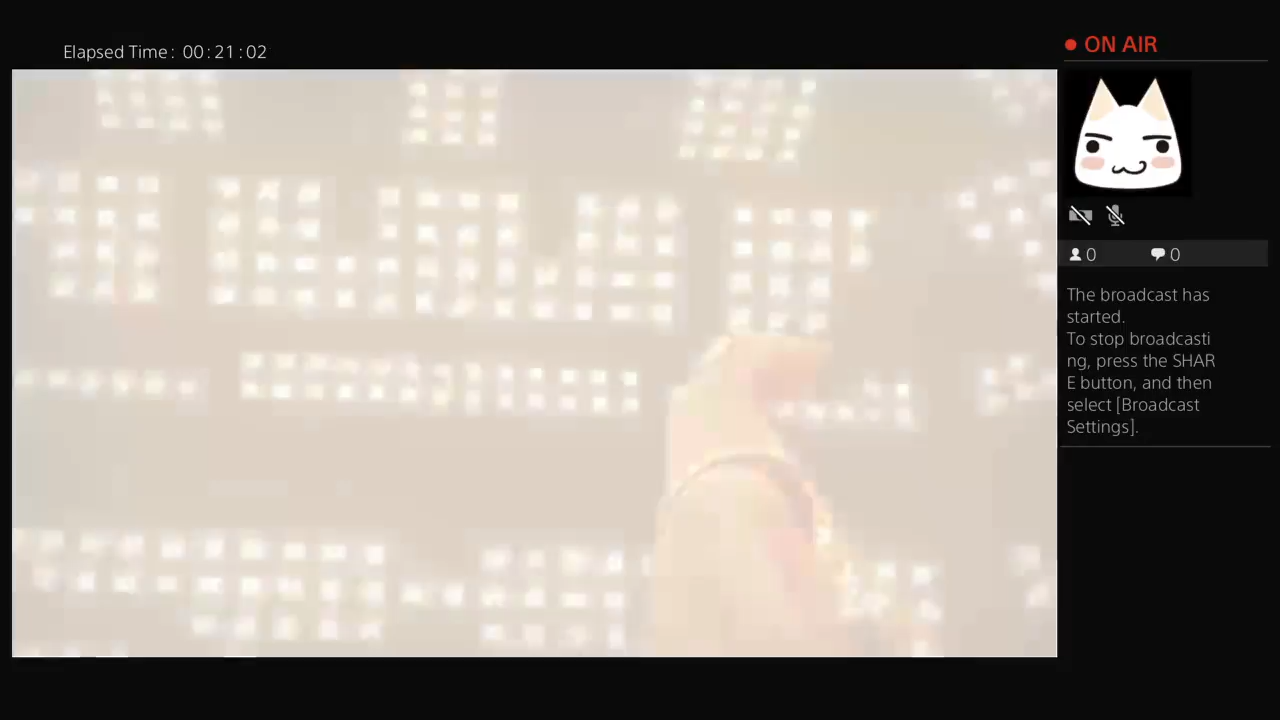 Elapsed Time: 00:21:02
ON AIR
0 0
The broadcast has
started.
To stop broadcasti
ng, press the SHAR
E button, and then
select [Broadcast
Settings].